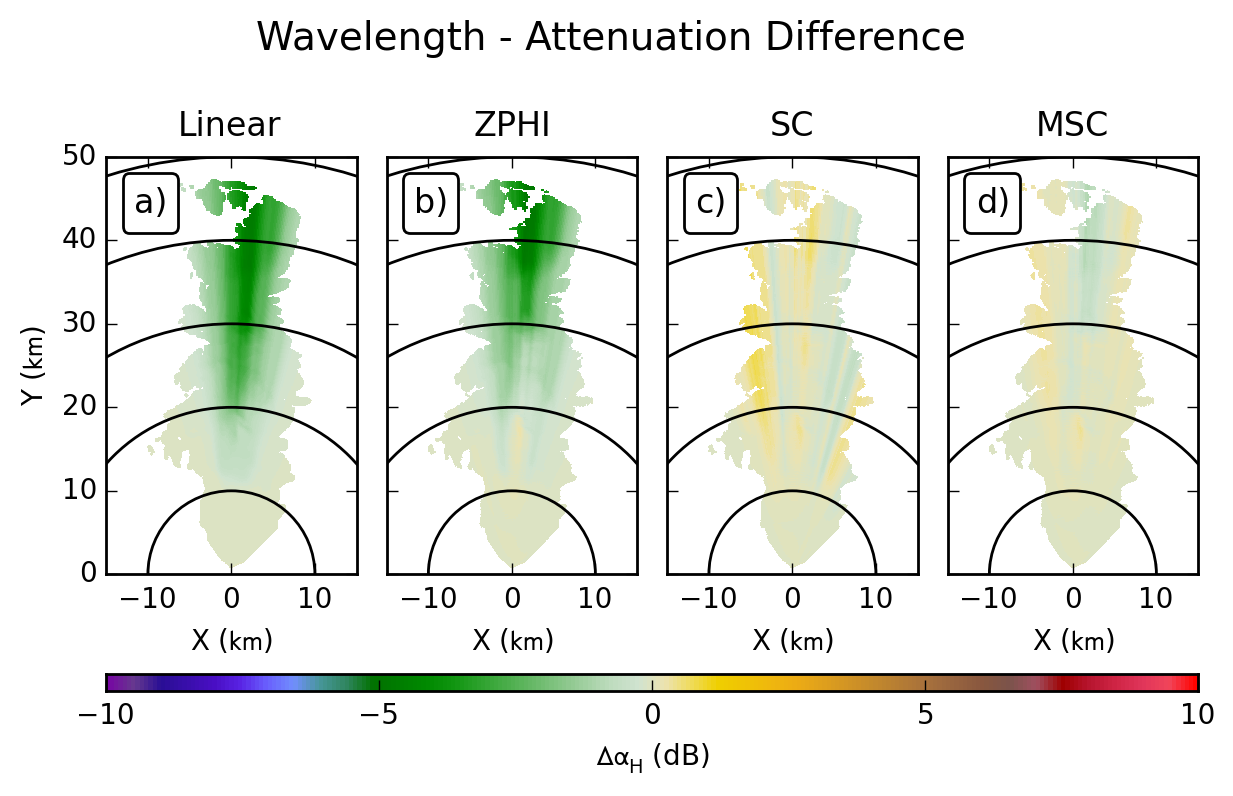 Wavelength - Attenuation Difference
Linear ZPHI SC MSC
a) b) c) d)
50
40
30
20
10
0
Y (km)
−10 0 10 −10 0 10 −10 0 10 −10 0 10
X (km) X (km) X (km) X (km)
−10 −5 0 5 10
Δα_H (dB)